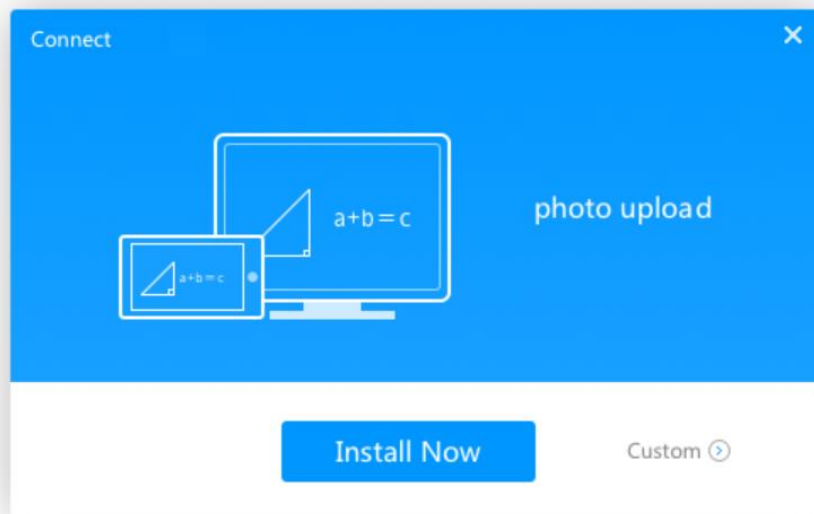 Connect
a+b=c
photo upload
a+b=c
Install Now
Custom